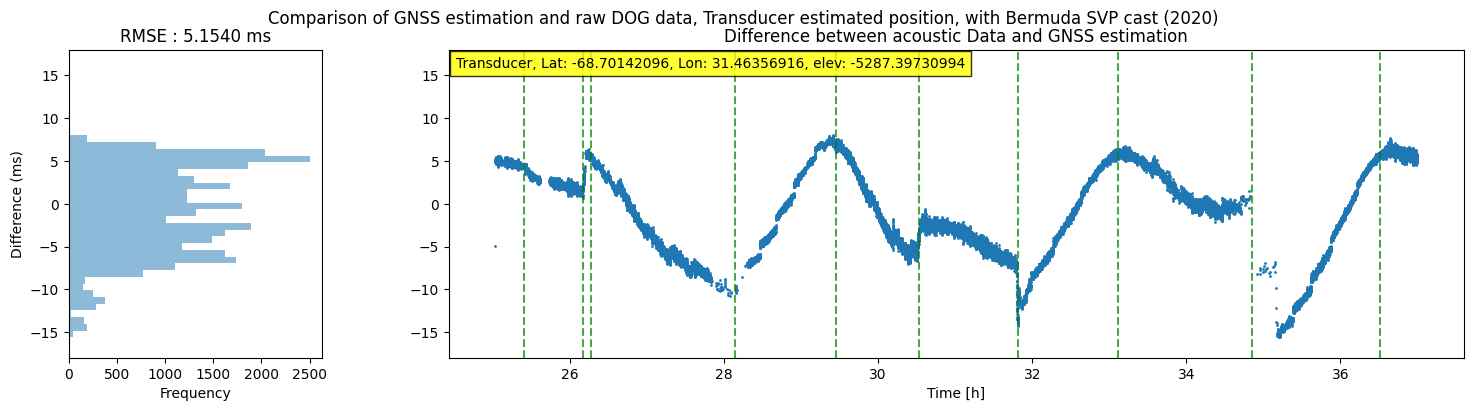 Comparison of GNSS estimation and raw DOG data, Transducer estimated position, with Bermuda SVP cast (2020)
RMSE : 5.1540 ms
Difference (ms)
15
10
5
0
−5
−10
−15
0 500 1000 1500 2000 2500
Frequency
Difference between acoustic Data and GNSS estimation
Transducer, Lat: -68.70142096, Lon: 31.46356916, elev: -5287.39730994
15
10
5
0
−5
−10
−15
26 28 30 32 34 36
Time [h]